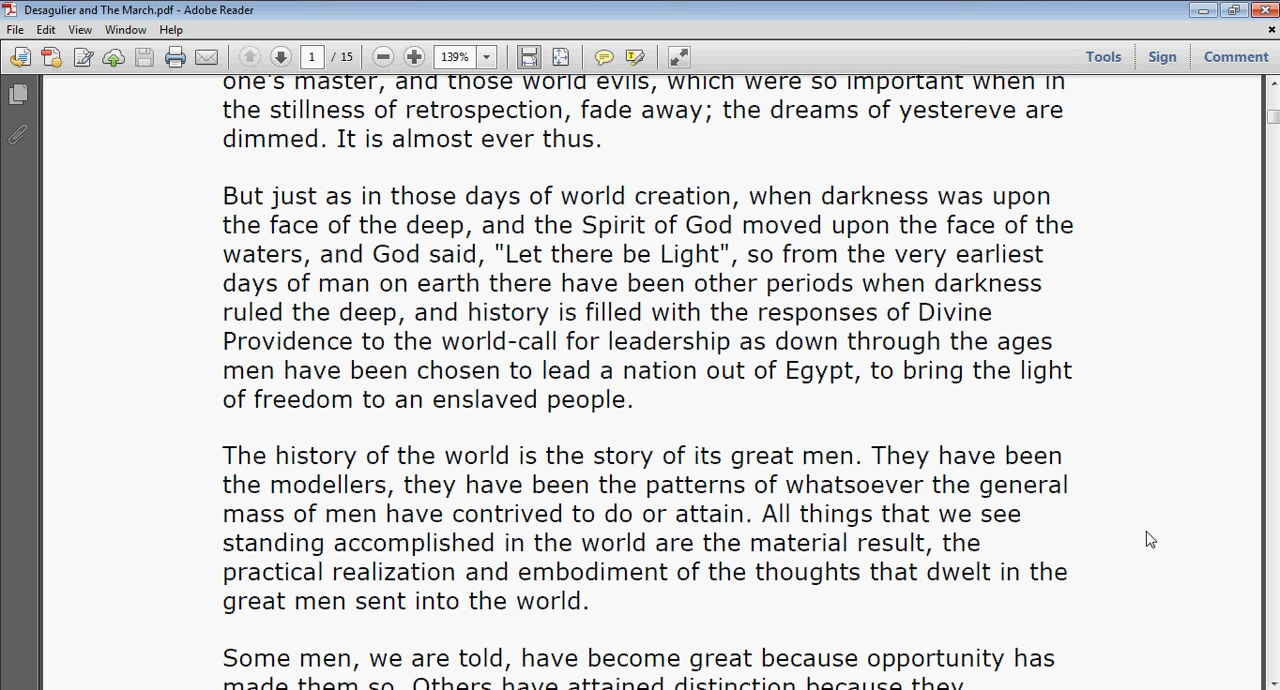 Desagulier and The March.pdf - Adobe Reader
File Edit View Window Help
1 / 15 139% Tools Sign Comment
one's master, and those world evils, which were so important when in
the stillness of retrospection, fade away; the dreams of yestereve are
dimmed. It is almost ever thus.
But just as in those days of world creation, when darkness was upon
the face of the deep, and the Spirit of God moved upon the face of the
waters, and God said, "Let there be Light", so from the very earliest
days of man on earth there have been other periods when darkness
ruled the deep, and history is filled with the responses of Divine
Providence to the world-call for leadership as down through the ages
men have been chosen to lead a nation out of Egypt, to bring the light
of freedom to an enslaved people.
The history of the world is the story of its great men. They have been
the modellers, they have been the patterns of whatsoever the general
mass of men have contrived to do or attain. All things that we see
standing accomplished in the world are the material result, the
practical realization and embodiment of the thoughts that dwelt in the
great men sent into the world.
Some men, we are told, have become great because opportunity has
made them so. Others have attained distinction because they